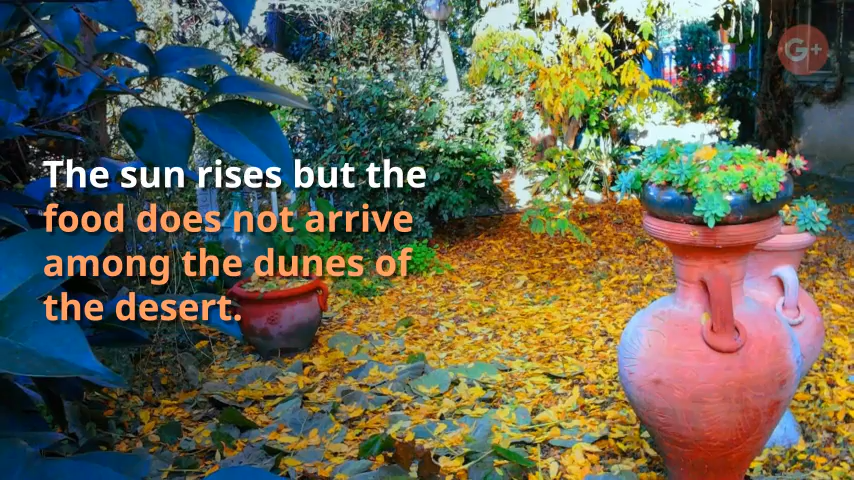 G+
The sun rises but the
food does not arrive
among the dunes of
the desert.